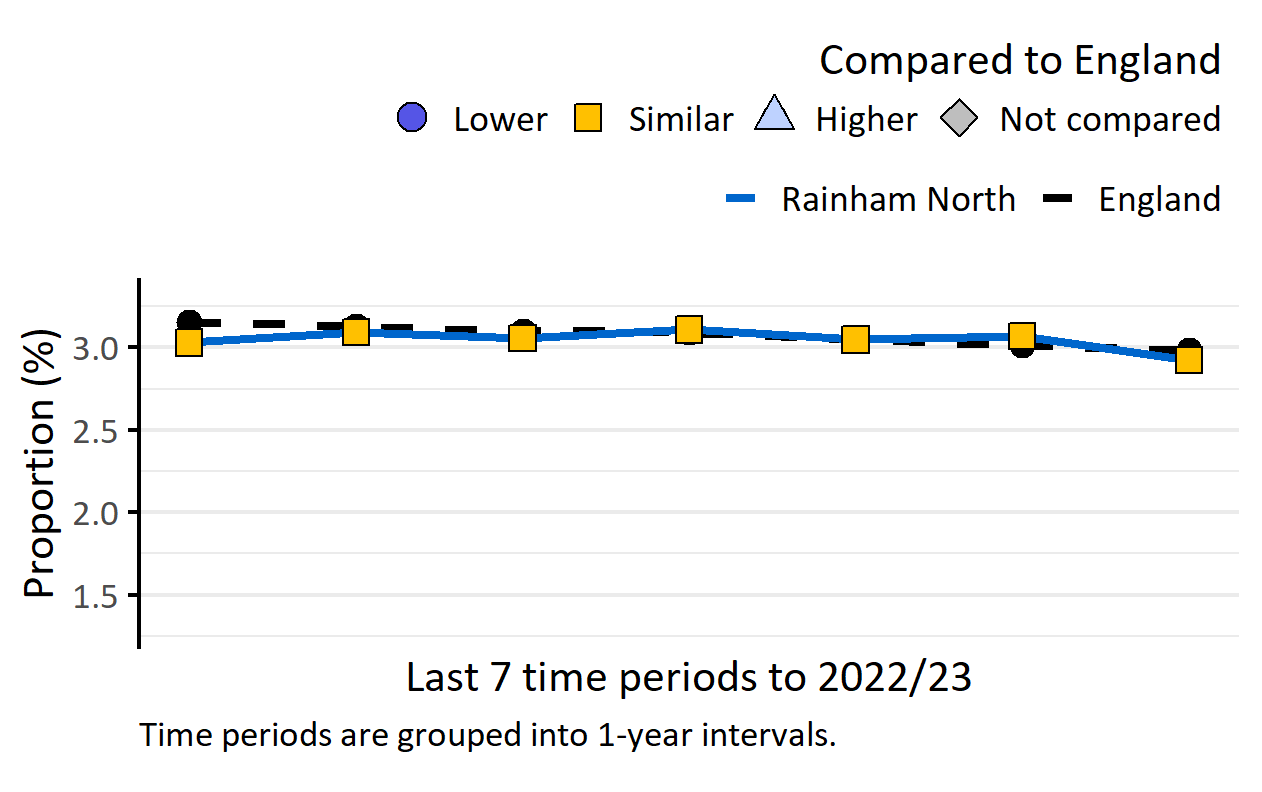 Compared to England
Lower Similar Higher Not compared
Rainham North England
Proportion (%)
3.0
2.5
2.0
1.5
Last 7 time periods to 2022/23
Time periods are grouped into 1-year intervals.